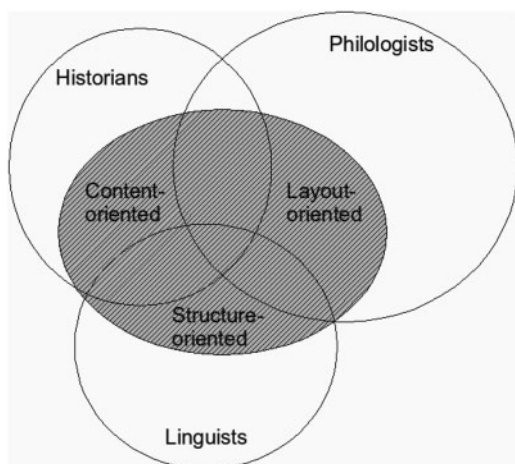 Philologists
Historians
Content-
oriented
Layout-
oriented
Structure-
oriented
Linguists